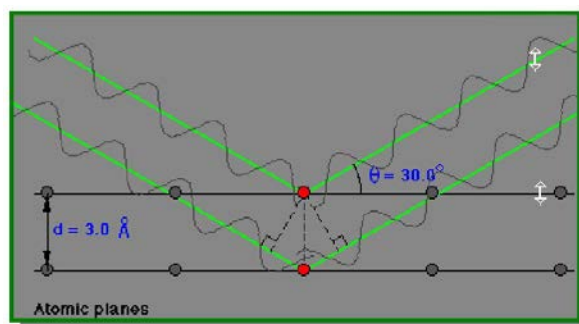 θ = 30.0°
d = 3.0 Å
Atomic planes